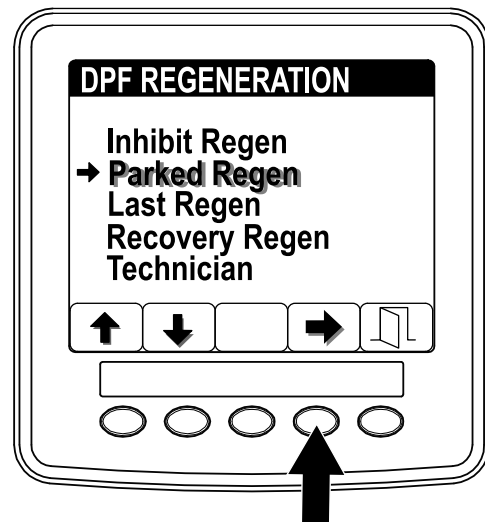 DPF REGENERATION
Inhibit Regen
Parked Regen
Last Regen
Recovery Regen
Technician